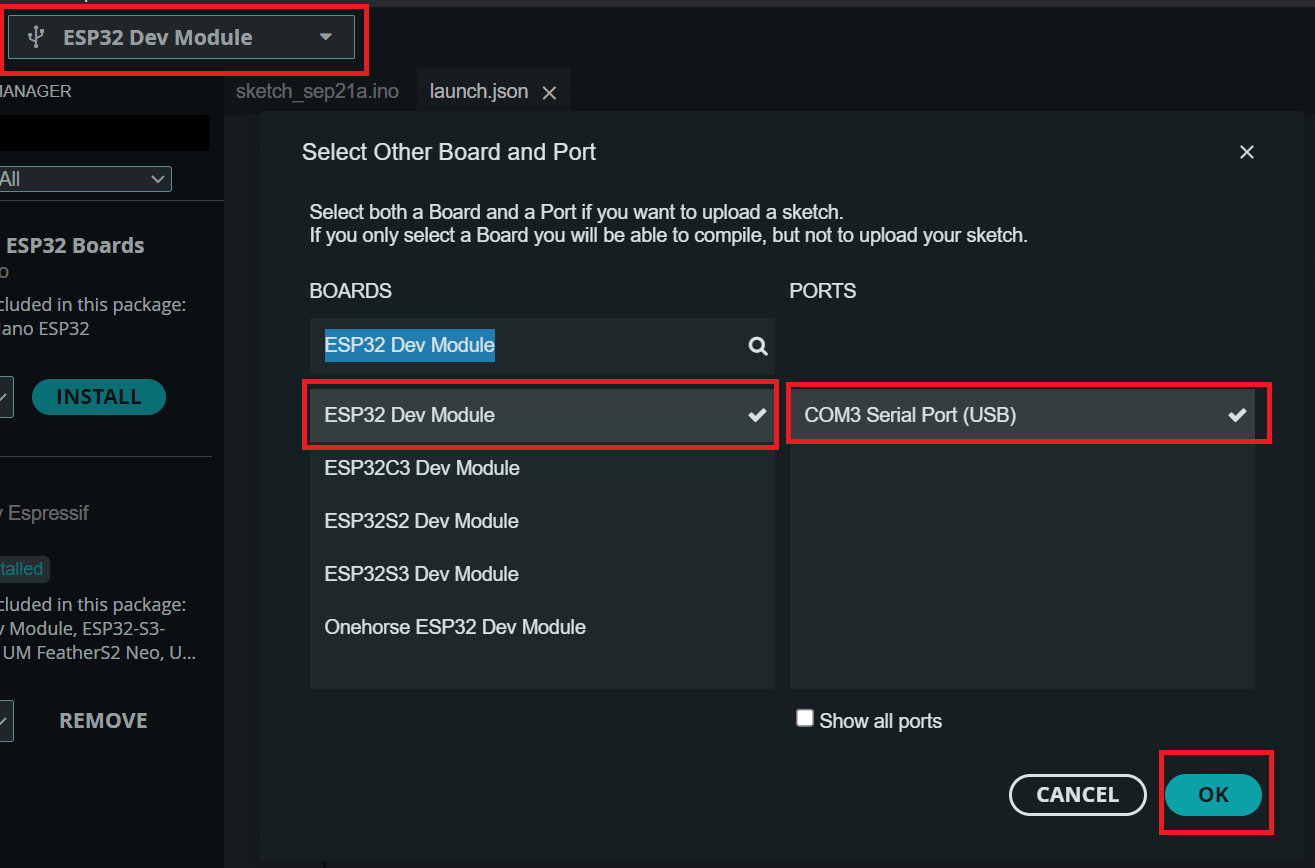 ESP32 Dev Module
MANAGER
sketch_sep21a.ino
launch.json
All
ESP32 Boards
cluded in this package:
ano ESP32
INSTALL
Espressif
talled
cluded in this package:
v Module, ESP32-S3-
UM FeatherS2 Neo, U...
REMOVE
Select Other Board and Port
Select both a Board and a Port if you want to upload a sketch.
If you only select a Board you will be able to compile, but not to upload your sketch.
BOARDS
PORTS
ESP32 Dev Module
ESP32 Dev Module
COM3 Serial Port (USB)
ESP32C3 Dev Module
ESP32S2 Dev Module
ESP32S3 Dev Module
Onehorse ESP32 Dev Module
Show all ports
CANCEL
OK